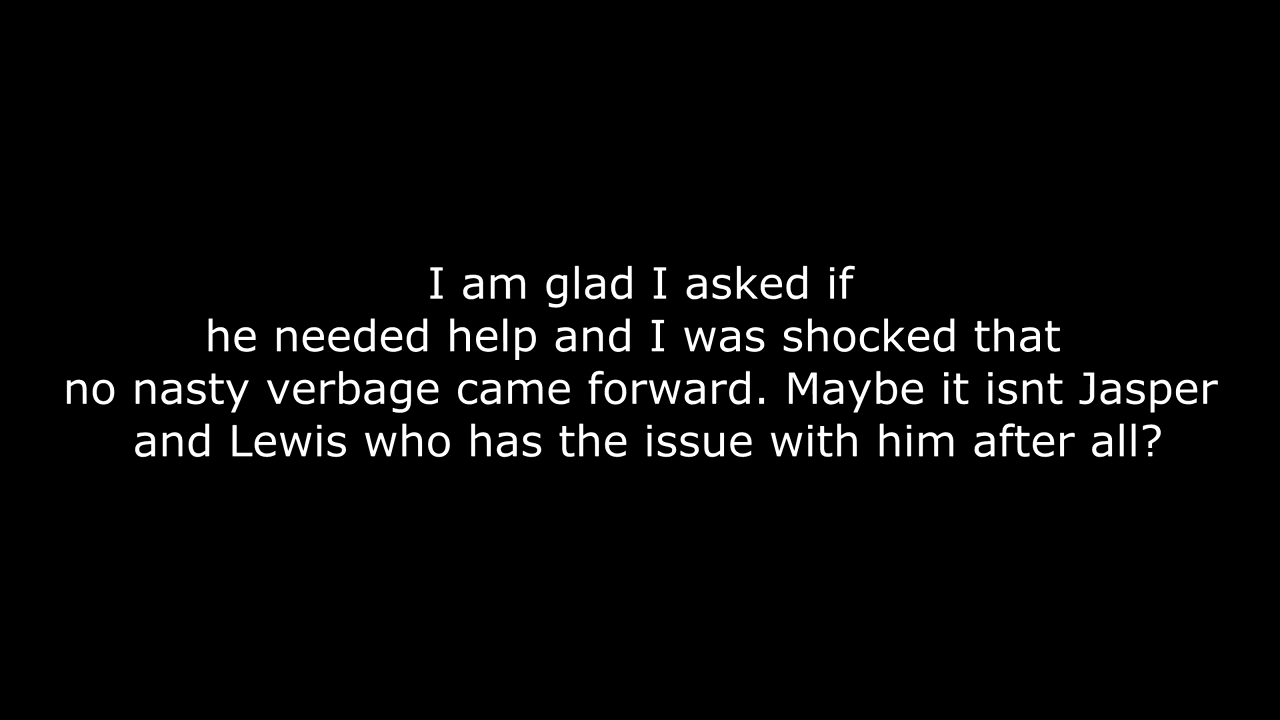 I am glad I asked if
he needed help and I was shocked that
no nasty verbage came forward. Maybe it isnt Jasper
and Lewis who has the issue with him after all?